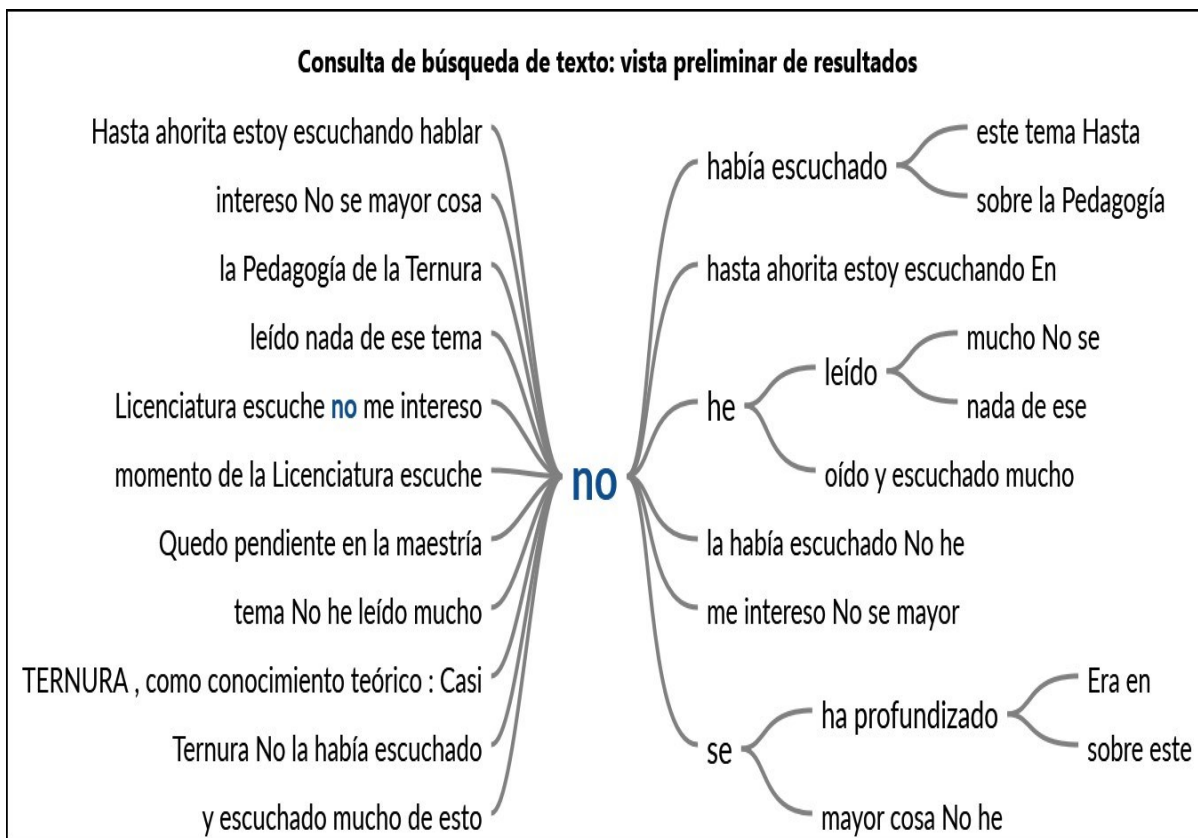 Consulta de búsqueda de texto: vista preliminar de resultados
Hasta ahorita estoy escuchando hablar
intereso No se mayor cosa
la Pedagogía de la Ternura
leído nada de ese tema
Licenciatura escuche no me intereso
momento de la Licenciatura escuche
Quedo pendiente en la maestría
tema No he leído mucho
TERNURA , como conocimiento teórico : Casi
Ternura No la había escuchado
y escuchado mucho de esto
no
había escuchado
este tema Hasta
sobre la Pedagogía
hasta ahorita estoy escuchando En
he
leído
mucho No se
nada de ese
oído y escuchado mucho
la había escuchado No he
me intereso No se mayor
se
ha profundizado
Era en
sobre este
mayor cosa No he